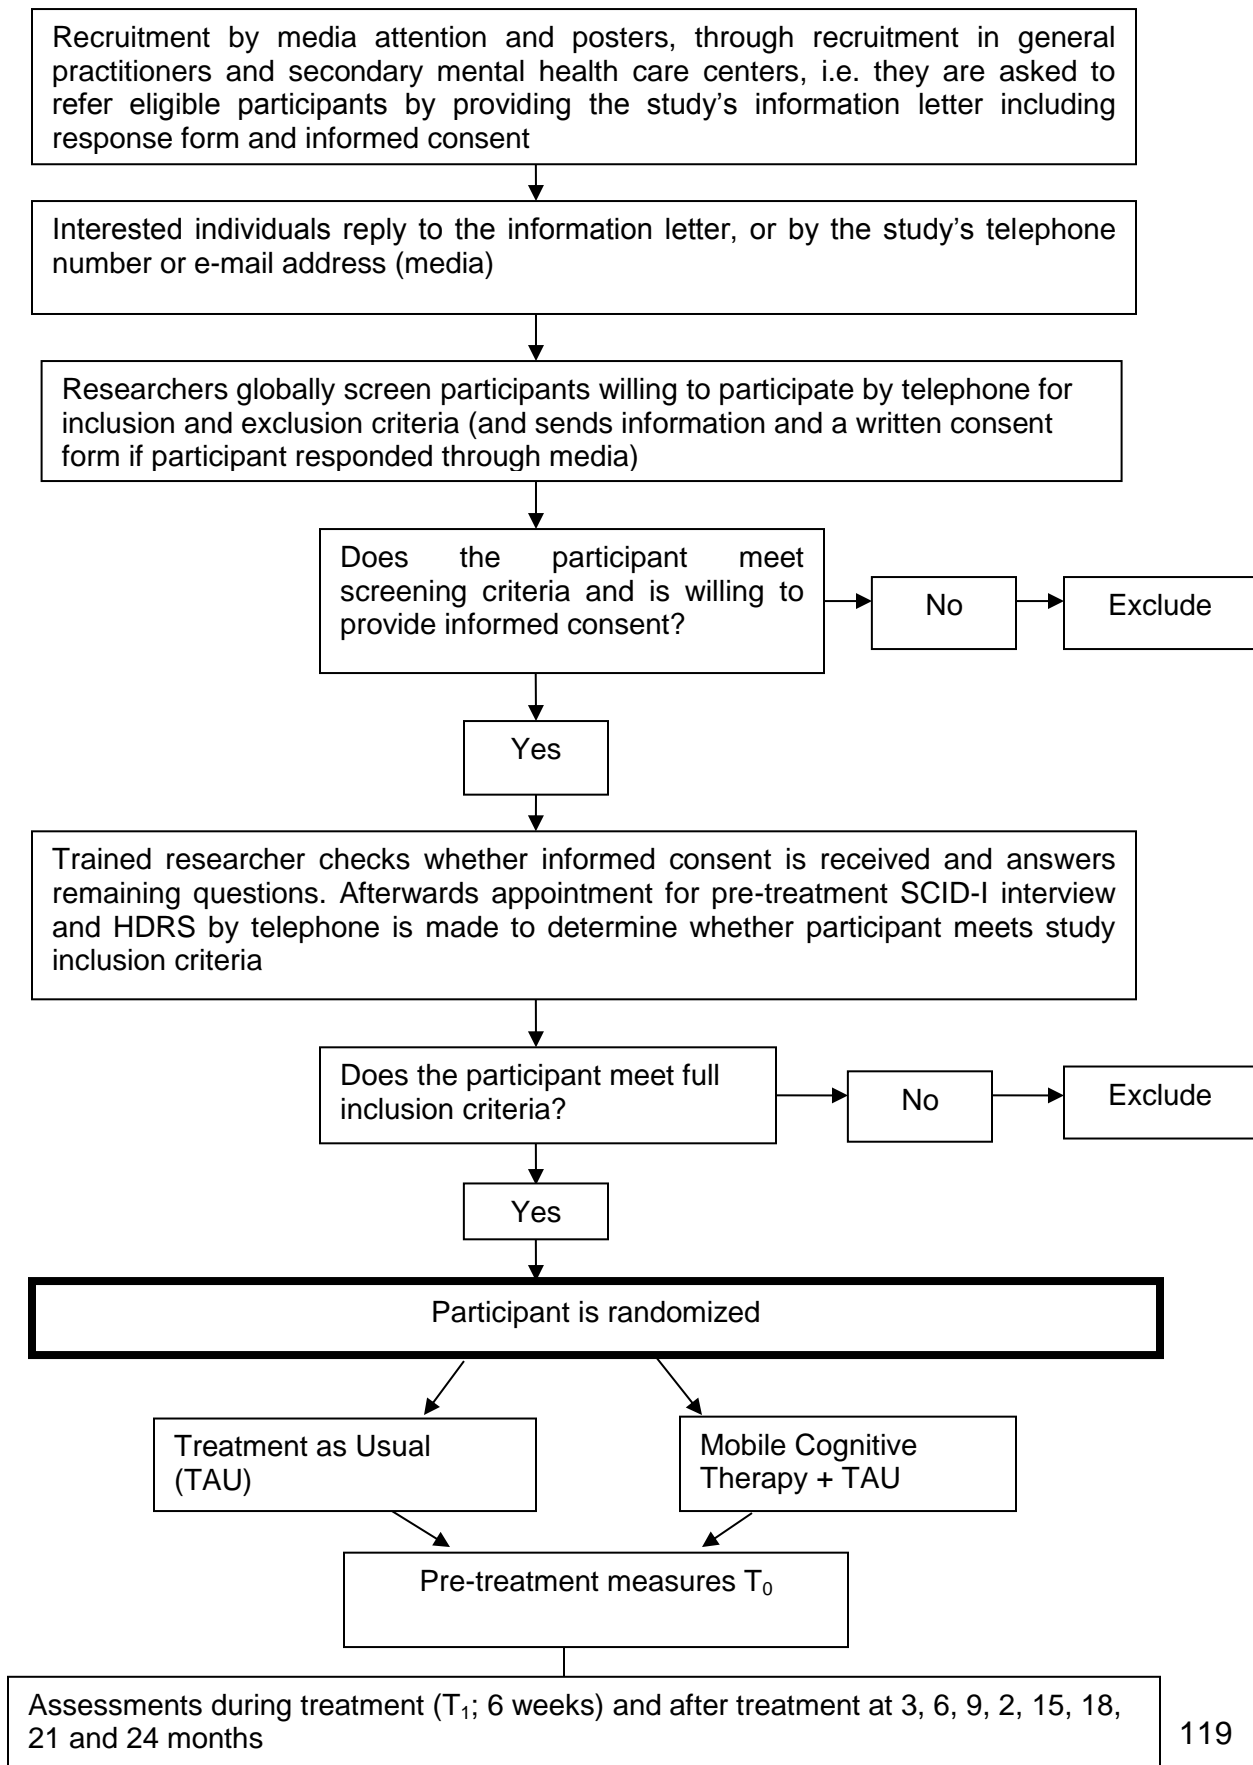 Recruitment by media attention and posters, through recruitment in general
practitioners and secondary mental health care centers, i.e. they are asked to
refer eligible participants by providing the study’s information letter including
response form and informed consent
Interested individuals reply to the information letter, or by the study’s telephone
number or e-mail address (media)
Researchers globally screen participants willing to participate by telephone for
inclusion and exclusion criteria (and sends information and a written consent
form if participant responded through media)
Does the participant meet
screening criteria and is willing to
provide informed consent?
No
Exclude
Yes
Trained researcher checks whether informed consent is received and answers
remaining questions. Afterwards appointment for pre-treatment SCID-I interview
and HDRS by telephone is made to determine whether participant meets study
inclusion criteria
Does the participant meet full
inclusion criteria?
No
Exclude
Yes
Participant is randomized
Treatment as Usual
(TAU)
Mobile Cognitive
Therapy + TAU
Pre-treatment measures T₀
Assessments during treatment (T₁; 6 weeks) and after treatment at 3, 6, 9, 2, 15, 18,
21 and 24 months
119